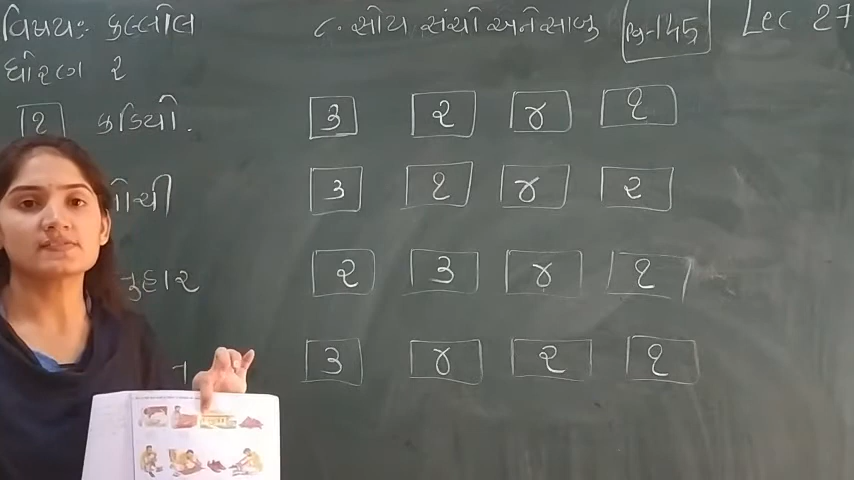 વિષય:- કલ્લોલ ૮. સોય સંચો અને સાબુ Pg-145 Lec 27
ધોરણ ૨
૧ કડિયો. ૩ ૨ ૪ ૧
૩ ૧ ૪ ૨
૨ ૩ ૪ ૧
૩ ૪ ૨ ૧